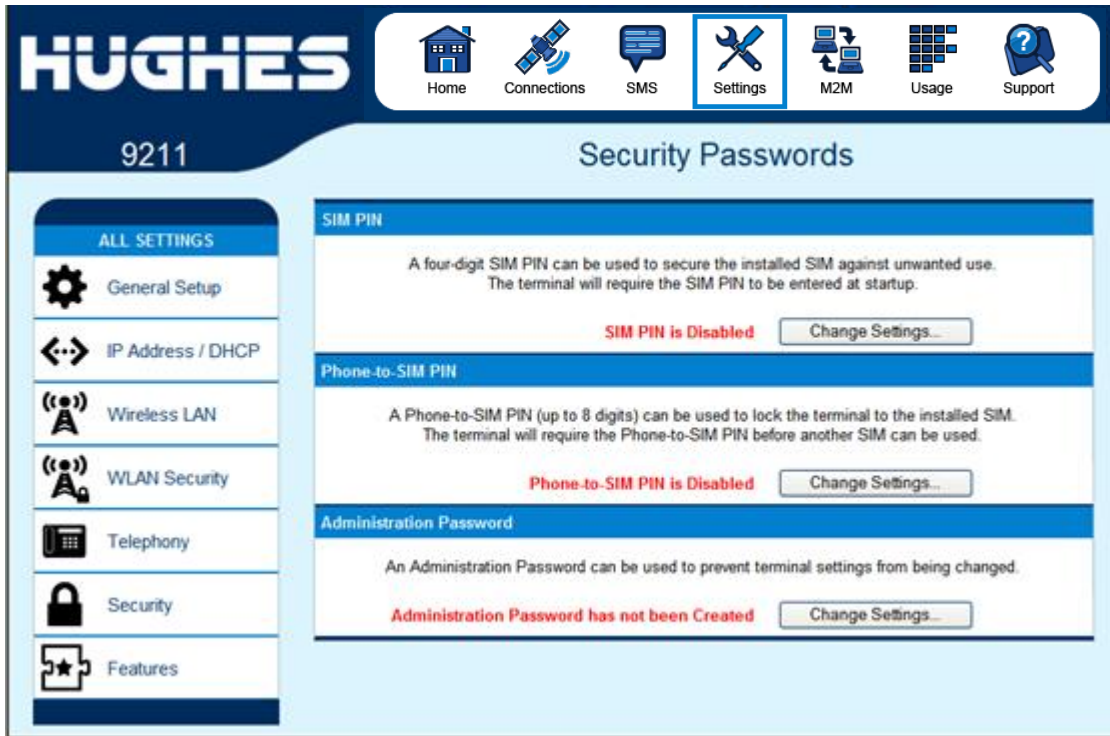 HUGHES
Home Connections SMS Settings M2M Usage Support
9211
Security Passwords
ALL SETTINGS
General Setup
IP Address / DHCP
Wireless LAN
WLAN Security
Telephony
Security
Features
SIM PIN
A four-digit SIM PIN can be used to secure the installed SIM against unwanted use.
The terminal will require the SIM PIN to be entered at startup.
SIM PIN is Disabled Change Settings...
Phone-to-SIM PIN
A Phone-to-SIM PIN (up to 8 digits) can be used to lock the terminal to the installed SIM.
The terminal will require the Phone-to-SIM PIN before another SIM can be used.
Phone-to-SIM PIN is Disabled Change Settings...
Administration Password
An Administration Password can be used to prevent terminal settings from being changed.
Administration Password has not been Created Change Settings...